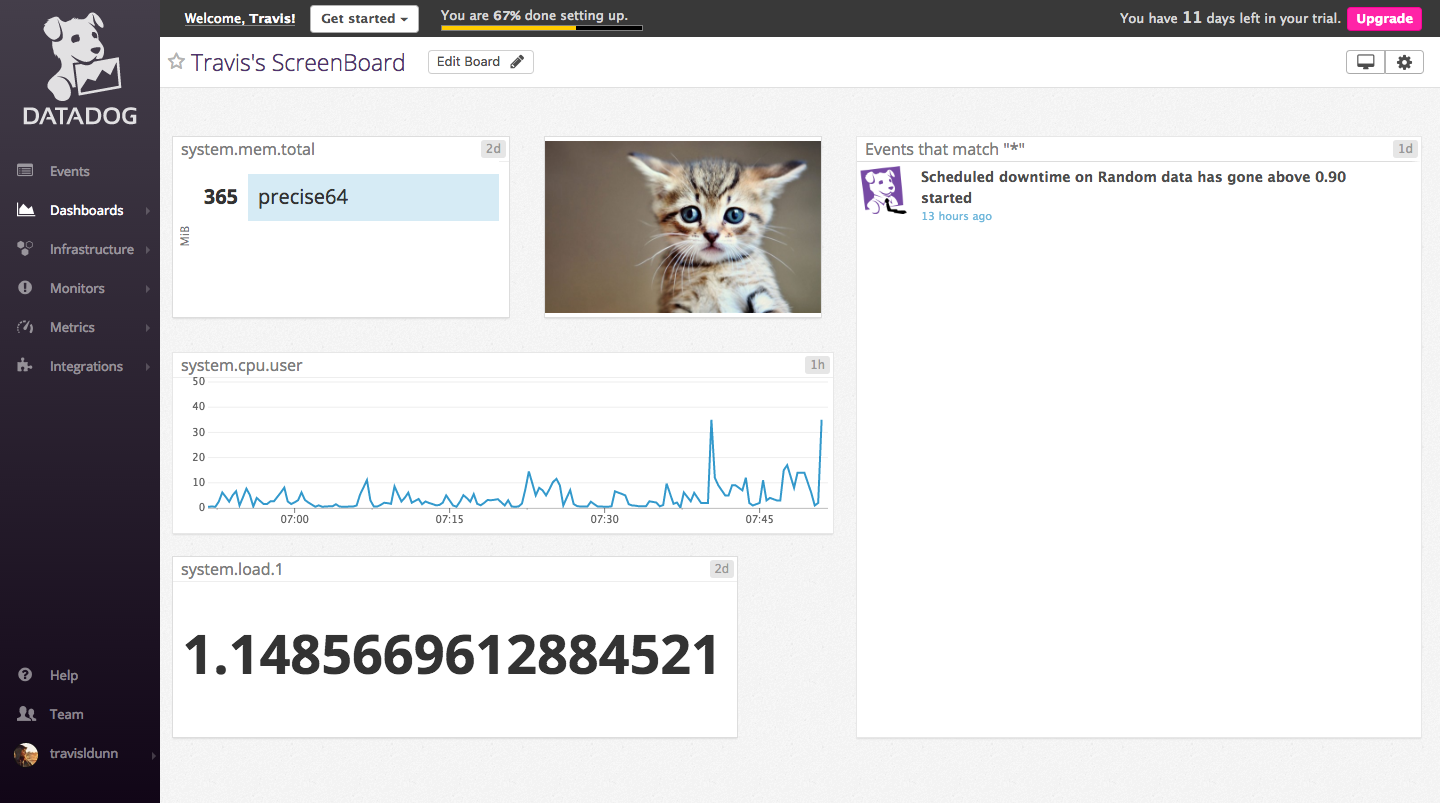 DATADOG
Events
Dashboards
Infrastructure
Monitors
Metrics
Integrations
Help
Team
travisldunn
Welcome, Travis!
Get started
You are 67% done setting up.
You have 11 days left in your trial.
Upgrade
Travis's ScreenBoard
Edit Board
system.mem.total
2d
365 precise64
MiB
Events that match "*"
1d
Scheduled downtime on Random data has gone above 0.90
started
13 hours ago
system.cpu.user
1h
50
40
30
20
10
0
07:00 07:15 07:30 07:45
system.load.1
2d
1.1485669612884521